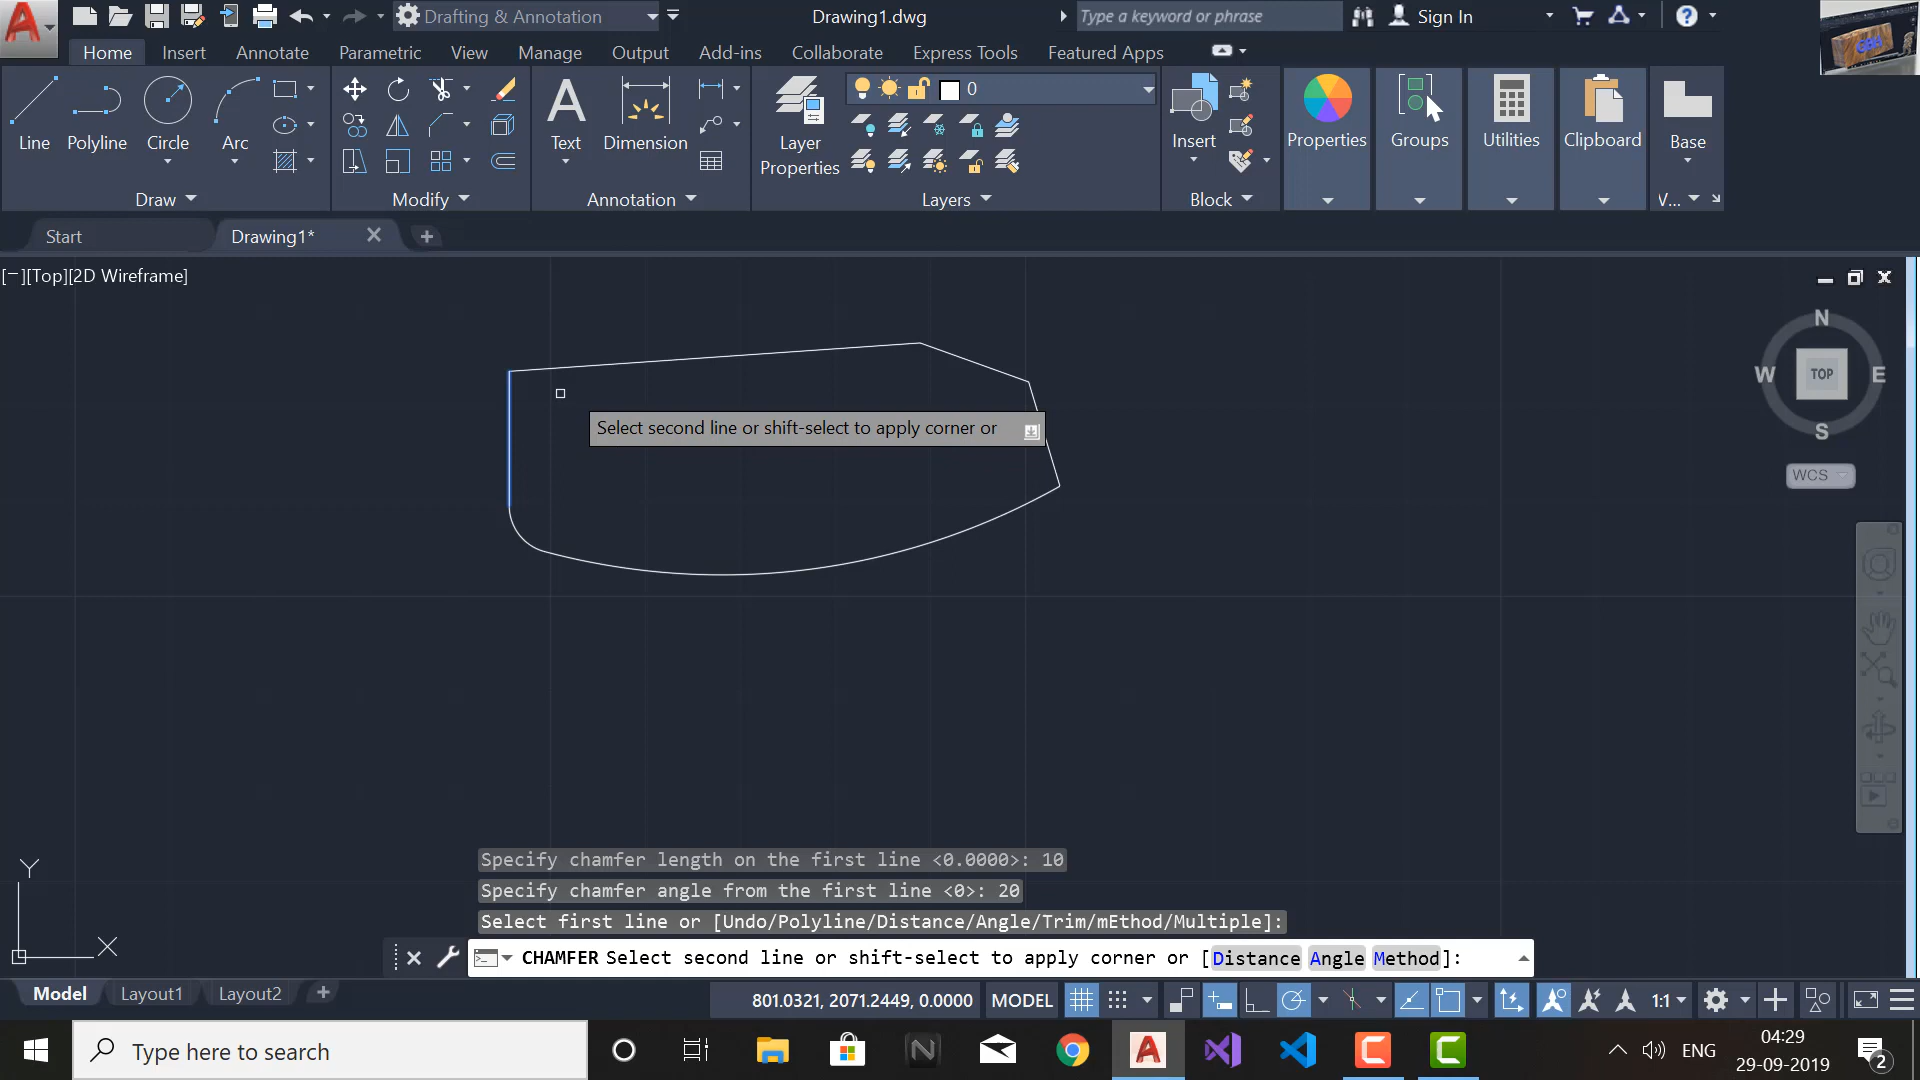 Drafting & Annotation
Drawing1.dwg
Type a keyword or phrase
Sign In
Home
Insert
Annotate
Parametric
View
Manage
Output
Add-ins
Collaborate
Express Tools
Featured Apps
Line
Polyline
Circle
Arc
Text
Dimension
Layer
Properties
0
Insert
Properties
Groups
Utilities
Clipboard
Base
Draw
Modify
Annotation
Layers
Block
V...
Start
Drawing1*
[−][Top][2D Wireframe]
N
W
TOP
E
S
WCS
Select second line or shift-select to apply corner or
Specify chamfer length on the first line <0.0000>: 10
Specify chamfer angle from the first line <0>: 20
Select first line or [Undo/Polyline/Distance/Angle/Trim/mEthod/Multiple]:
CHAMFER Select second line or shift-select to apply corner or [Distance Angle Method]:
Y
X
Model
Layout1
Layout2
801.0321, 2071.2449, 0.0000
MODEL
1:1
Type here to search
ENG
04:29
29-09-2019
2